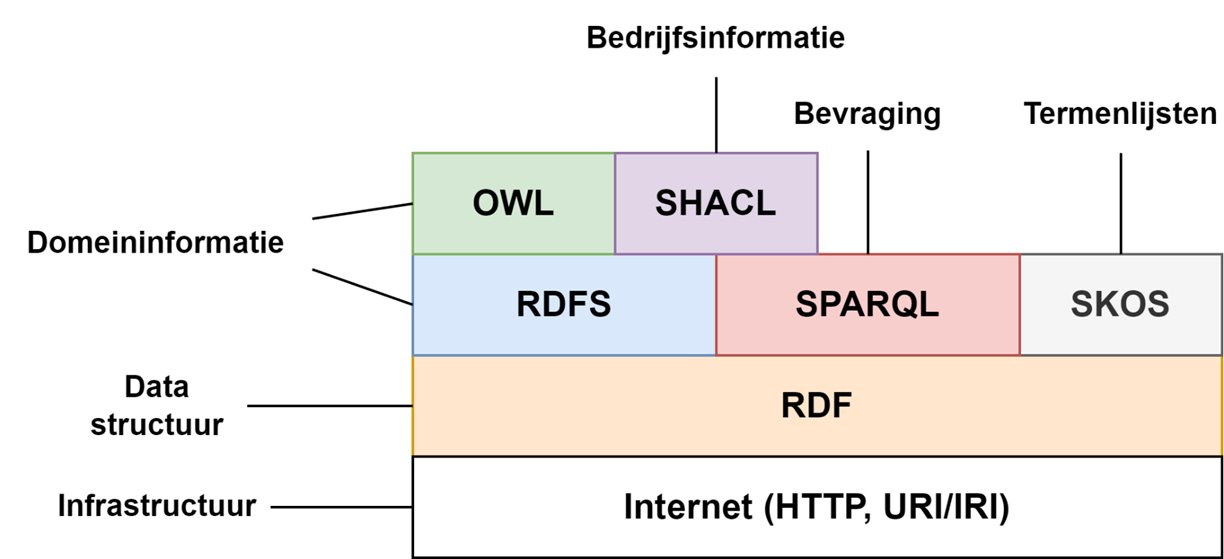 Bedrijfsinformatie
Bevraging
Termenlijsten
OWL
SHACL
Domeininformatie
RDFS
SPARQL
SKOS
Data
structuur
RDF
Infrastructuur
Internet (HTTP, URI/IRI)